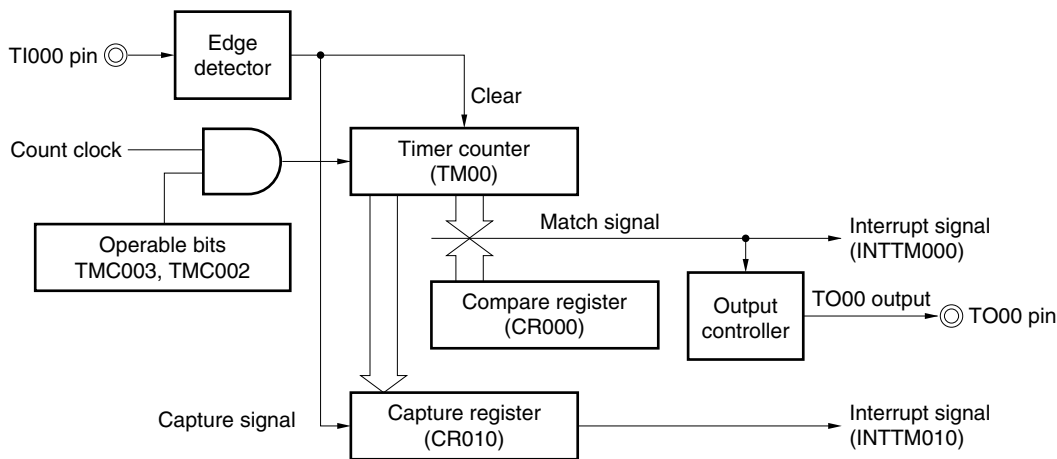 TI000 pin
Edge
detector
Clear
Count clock
Timer counter
(TM00)
Operable bits
TMC003, TMC002
Match signal
Interrupt signal
(INTTM000)
Compare register
(CR000)
Output
controller
TO00 output
TO00 pin
Capture signal
Capture register
(CR010)
Interrupt signal
(INTTM010)